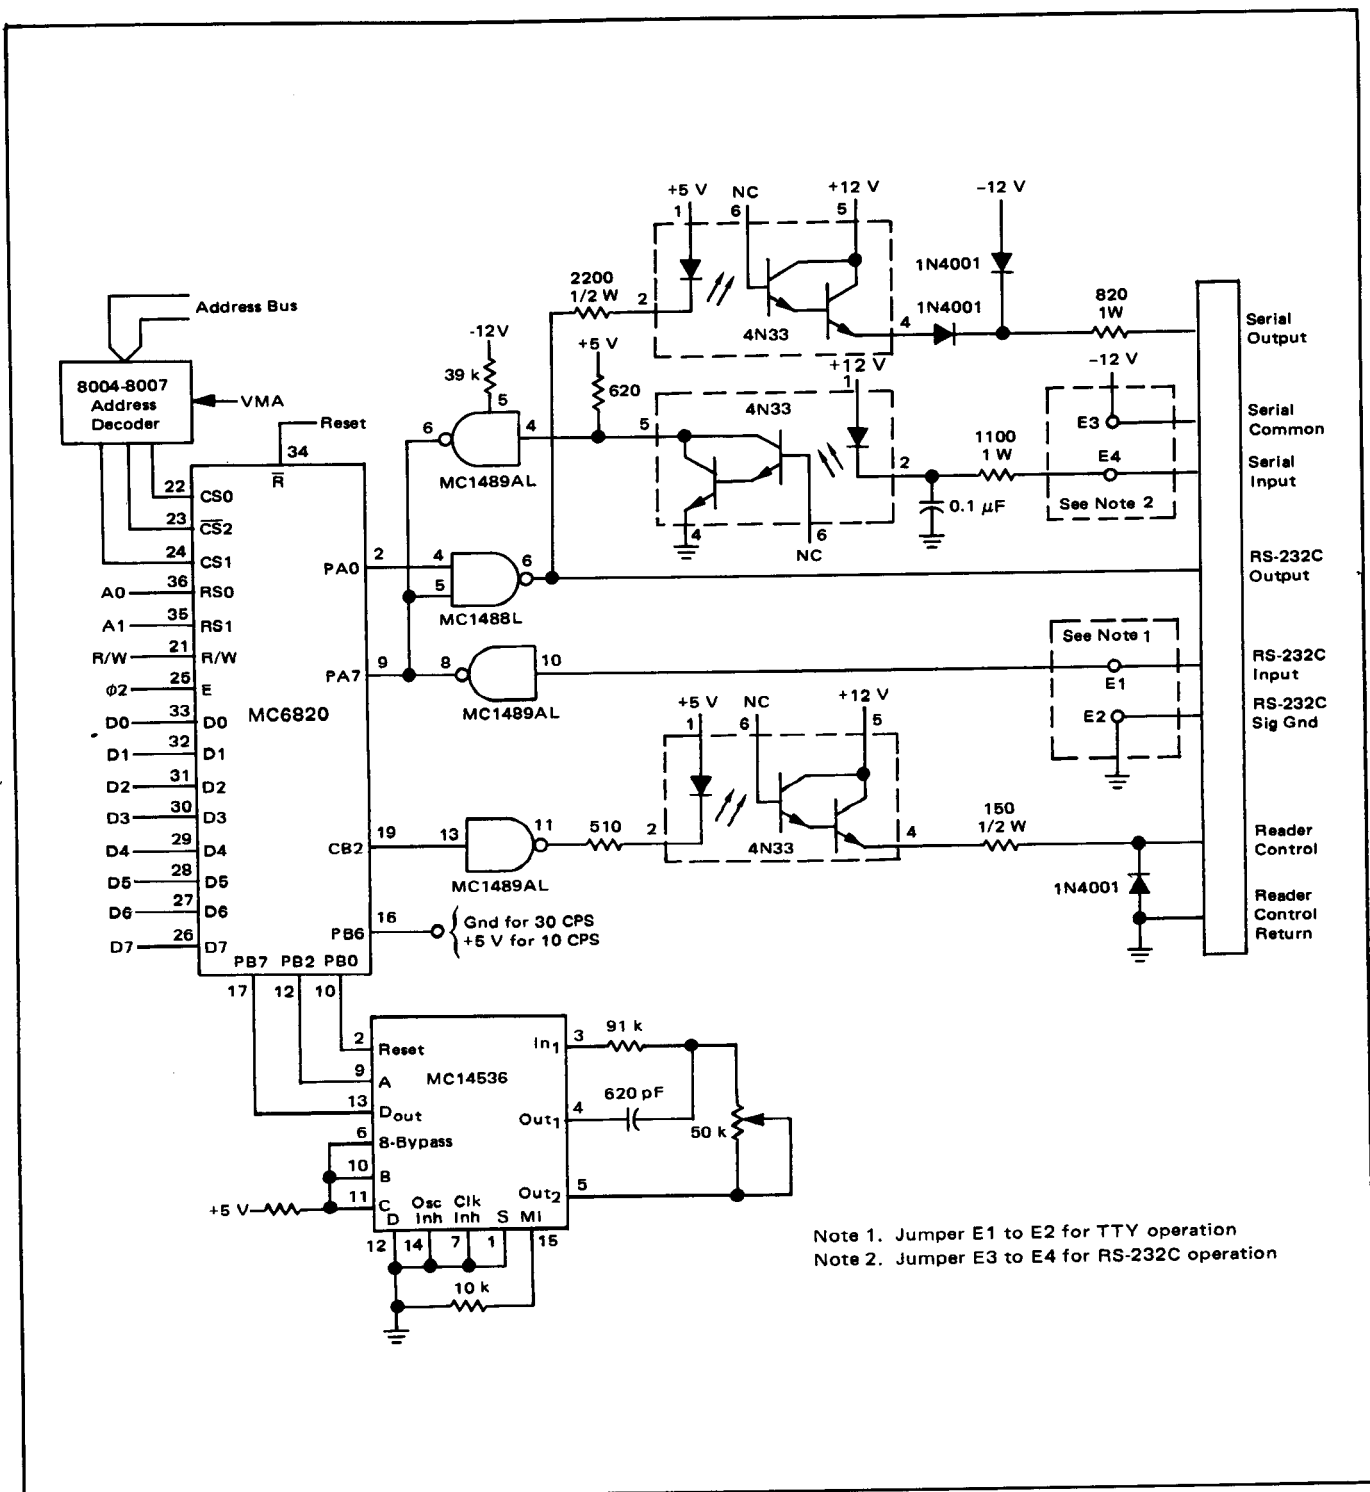 +5 V
NC
+12 V
-12 V
1
6
5
1N4001
2200
1/2 W
2
4N33
4
1N4001
820
1W
Serial
Output
Address Bus
8004-8007
Address
Decoder
VMA
Reset
34
-12V
39 k
5
+5 V
620
6
4
MC1489AL
5
4N33
+12 V
1
2
4
6
NC
1100
1 W
0.1 μF
-12 V
E3
E4
See Note 2
Serial
Common
Serial
Input
R
22
CS0
23
CS2
24
CS1
A0
36
RS0
A1
35
RS1
R/W
21
R/W
ϕ2
25
E
D0
33
D0
D1
32
D1
D2
31
D2
D3
30
D3
D4
29
D4
D5
28
D5
D6
27
D6
D7
26
D7
MC6820
PA0
2
4
5
6
MC1488L
RS-232C
Output
PA7
9
8
10
MC1489AL
See Note 1
E1
E2
RS-232C
Input
RS-232C
Sig Gnd
+5 V
NC
+12 V
1
6
5
CB2
19
13
11
MC1489AL
510
2
4N33
4
150
1/2 W
1N4001
Reader
Control
Reader
Control
Return
PB6
16
Gnd for 30 CPS
+5 V for 10 CPS
PB7 PB2 PB0
17
12
10
2
Reset
9
A
13
Dout
6
8-Bypass
10
B
11
C
+5 V
MC14536
In1
3
91 k
Out1
4
620 pF
50 k
Out2
5
D
Osc
Inh
Clk
Inh
S
MI
12
14
7
1
15
10 k
Note 1. Jumper E1 to E2 for TTY operation
Note 2. Jumper E3 to E4 for RS-232C operation